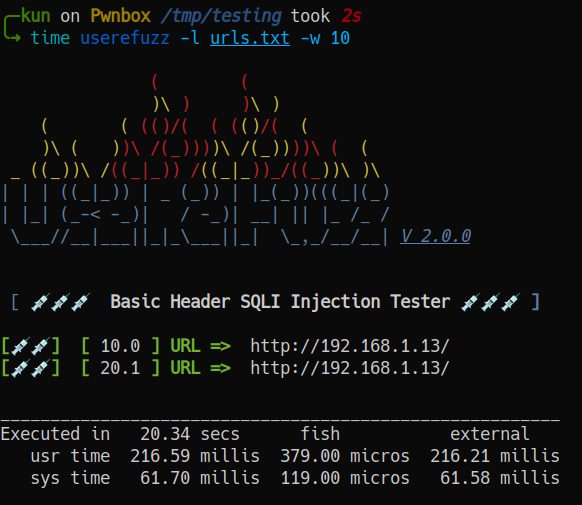 kun on Pwnbox /tmp/testing took 2s
time userefuzz -l urls.txt -w 10
(        (
)\ )     )\ )
(       ( (()/(  ( (()/(  (
)\ (   ))\ /(_))))\ /(_))))\ (  (
_ ((_))\ /((_|_)) /((_|_))_/((_))\ )\
| | | ((_|_)) | _ (_)) | |_(_))(((_|(_)
| |_| (_-< -_)|   / -_)| __| || |_ /_ /
\___//__|___||_|_\___||_|  \_,_/__/__| V 2.0.0
[ 💉💉💉  Basic Header SQLI Injection Tester 💉💉💉 ]
[💉💉]  [ 10.0 ] URL =>  http://192.168.1.13/
[💉💉]  [ 20.1 ] URL =>  http://192.168.1.13/
________________________________________________________
Executed in   20.34 secs      fish           external
usr time  216.59 millis  379.00 micros  216.21 millis
sys time   61.70 millis  119.00 micros   61.58 millis